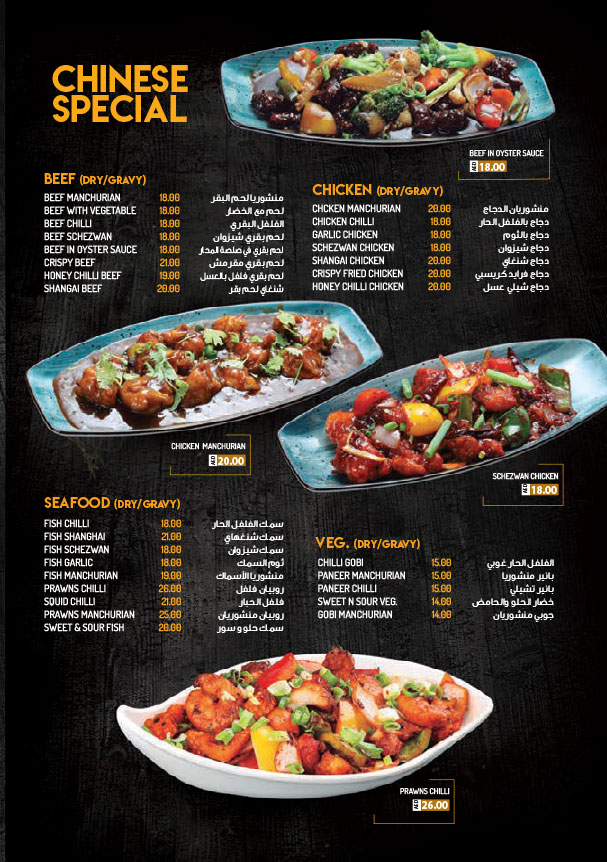 CHINESE
SPECIAL
BEEF IN OYSTER SAUCE
AED 18.00
BEEF (DRY/GRAVY)
BEEF MANCHURIAN 18.00 منشوريا لحم البقر
BEEF WITH VEGETABLE 18.00 لحم مع الخضار
BEEF CHILLI 18.00 الفلفل البقري
BEEF SCHEZWAN 18.00 لحم بقري شيزوان
BEEF IN OYSTER SAUCE 18.00 لحم بقري في صلصة المحار
CRISPY BEEF 21.00 لحم بقري مقرمش
HONEY CHILLI BEEF 19.00 لحم بقري فلفل بالعسل
SHANGAI BEEF 20.00 شنغاي لحم بقر
CHICKEN (DRY/GRAVY)
CHCKEN MANCHURIAN 20.00 منشوريان الدجاج
CHICKEN CHILLI 18.00 دجاج بالفلفل الحار
GARLIC CHICKEN 18.00 دجاج بالثوم
SCHEZWAN CHICKEN 18.00 دجاج شيزوان
SHANGAI CHICKEN 20.00 دجاج شنغاي
CRISPY FRIED CHICKEN 20.00 دجاج فرايد كريسبي
HONEY CHILLI CHICKEN 20.00 دجاج شيلي عسل
CHICKEN MANCHURIAN
AED 20.00
SCHEZWAN CHICKEN
AED 18.00
SEAFOOD (DRY/GRAVY)
FISH CHILLI 18.00 سمك الفلفل الحار
FISH SHANGHAI 21.00 سمك شنغهاي
FISH SCHEZWAN 18.00 سمك شيزوان
FISH GARLIC 18.00 ثوم السمك
FISH MANCHURIAN 19.00 منشوريا الأسماك
PRAWNS CHILLI 26.00 روبيان فلفل
SQUID CHILLI 21.00 فلفل الحبار
PRAWNS MANCHURIAN 25.00 روبيان منشوريان
SWEET & SOUR FISH 20.00 سمك حلو و سور
VEG. (DRY/GRAVY)
CHILLI GOBI 15.00 الفلفل الحار غوبي
PANEER MANCHURIAN 15.00 بانير منشوريا
PANEER CHILLI 15.00 بانير تشيلي
SWEET N SOUR VEG. 14.00 خضار الحلو والحامض
GOBI MANCHURIAN 14.00 جوبي منشوريان
PRAWNS CHILLI
AED 26.00